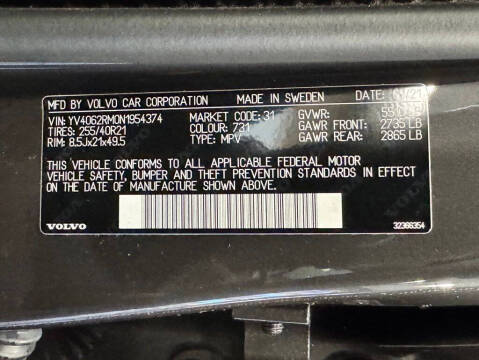 MFD BY VOLVO CAR CORPORATION MADE IN SWEDEN DATE:
VIN: YV4062RM0N1954374 MARKET CODE: 31 GVWR:
TIRES: 255/40R21 COLOUR: 731 GAWR FRONT: 2735 LB
RIM: 8.5Jx21x49.5 TYPE: MPV GAWR REAR: 2865 LB
THIS VEHICLE CONFORMS TO ALL APPLICABLE FEDERAL MOTOR
VEHICLE SAFETY, BUMPER AND THEFT PREVENTION STANDARDS IN EFFECT
ON THE DATE OF MANUFACTURE SHOWN ABOVE.
VOLVO 32369354